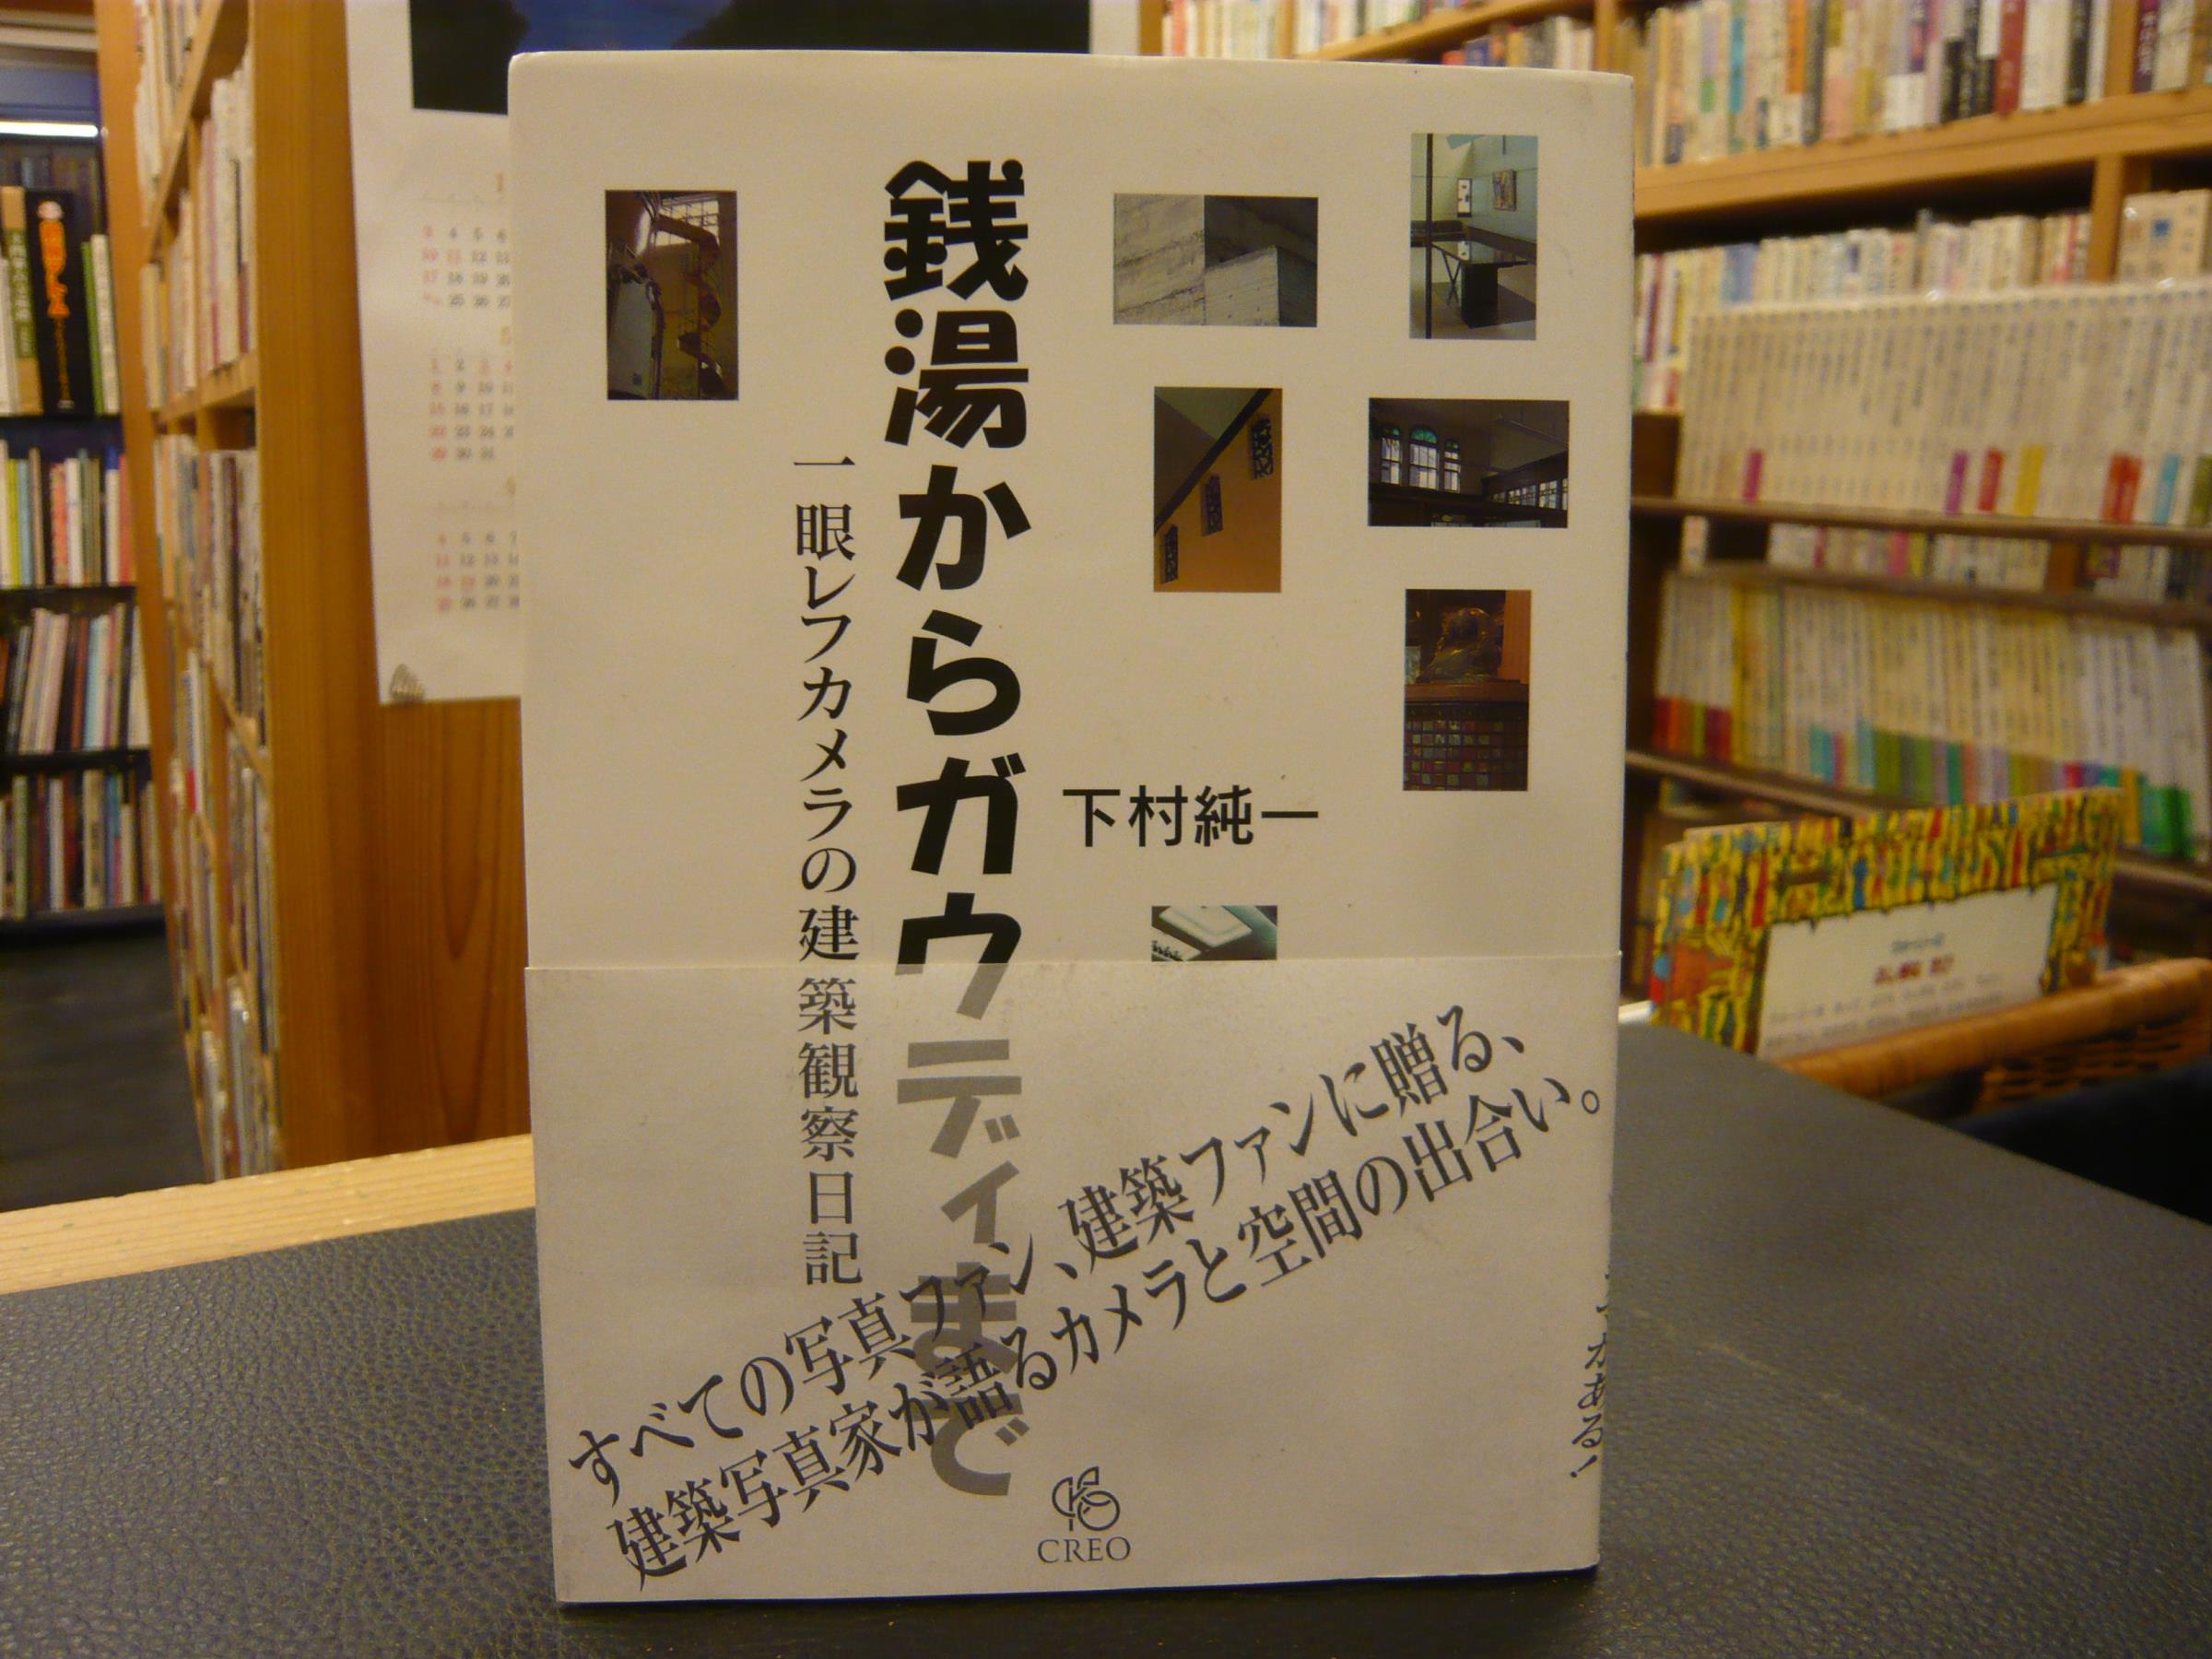 銭湯からガウディまで
一眼レフカメラの建築観察日記
下村純一
すべての写真ファン、建築ファンに贈る、
建築写真家が語るカメラと空間の出合い。
CREO
ある！